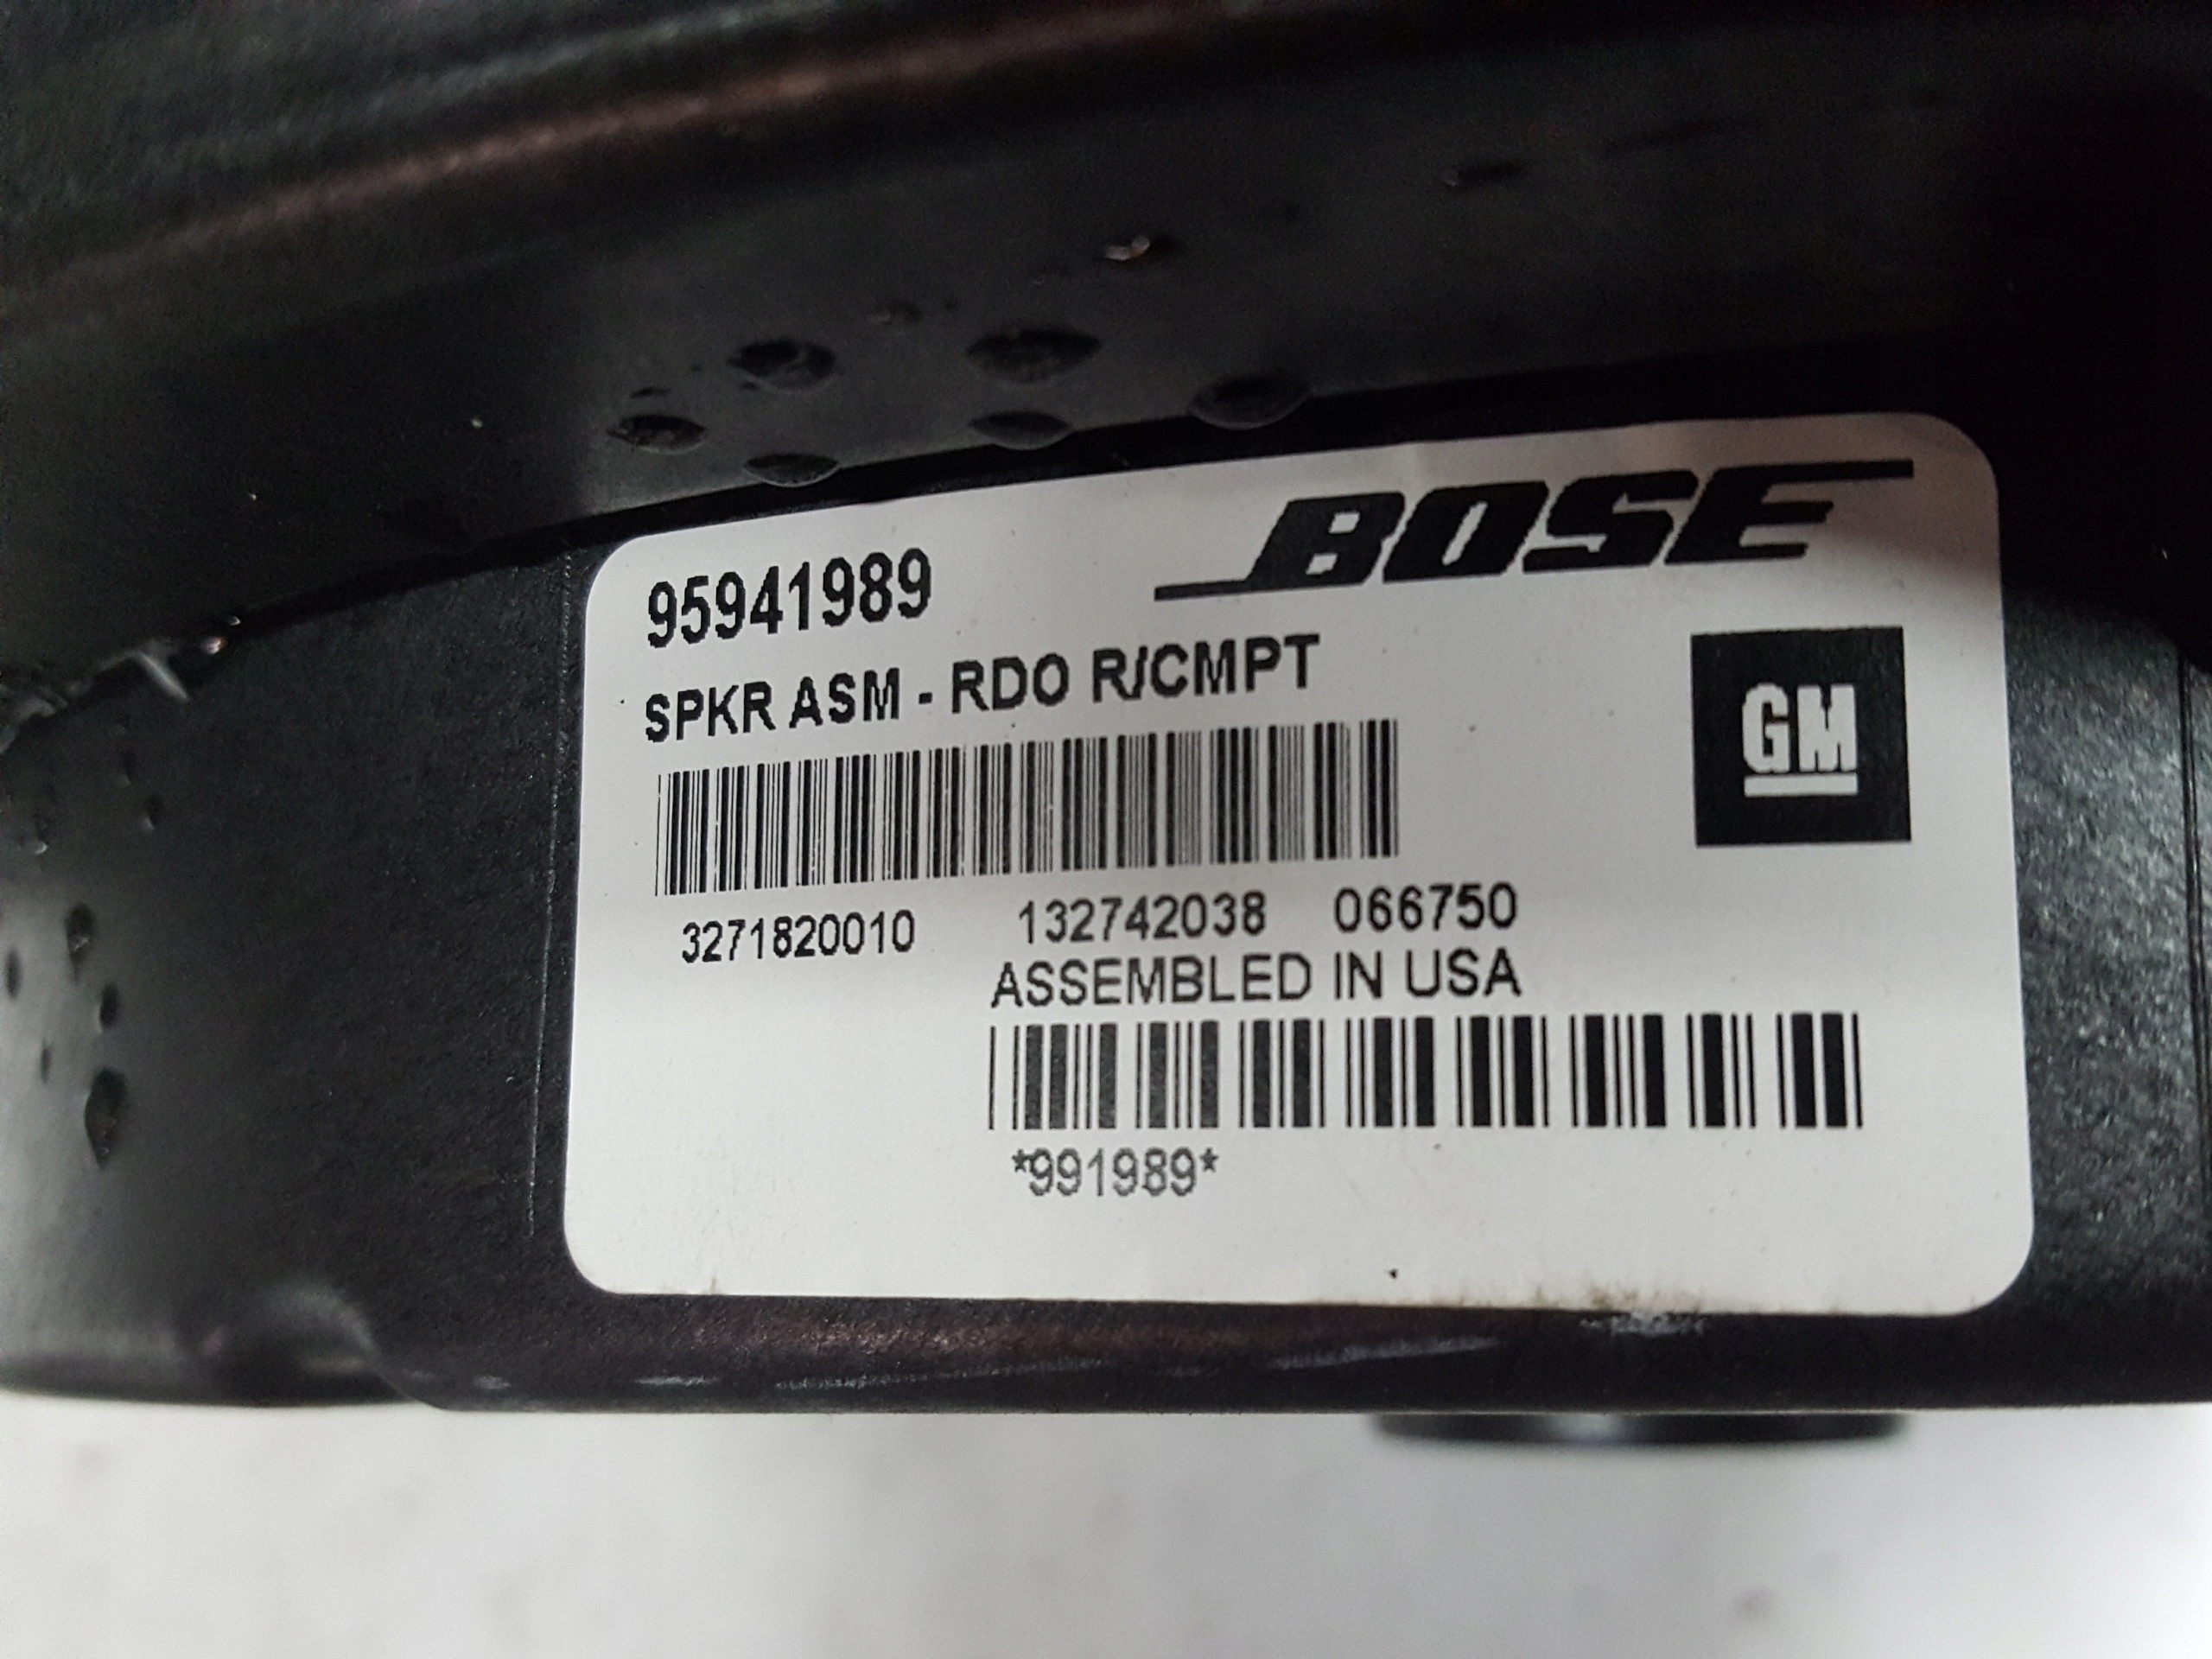 BOSE
95941989
SPKR ASM - RDO R/CMPT
GM
3271820010 132742038 066750
ASSEMBLED IN USA
*991989*